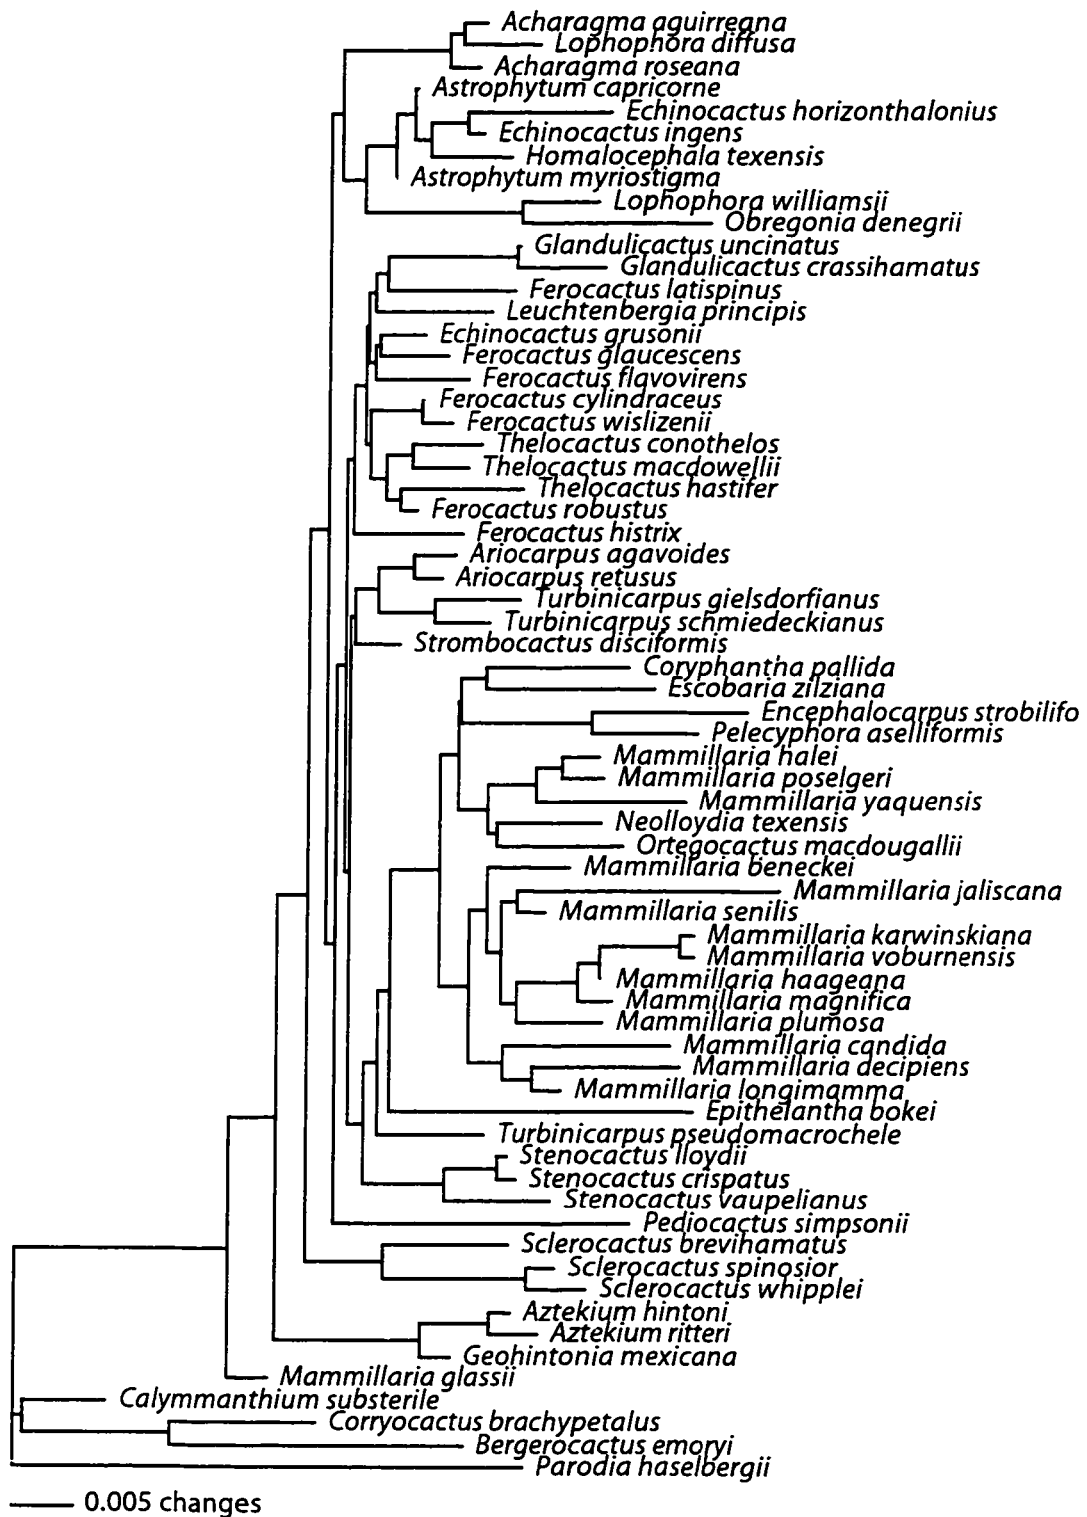 Acharagma aguirreana
Lophophora diffusa
Acharagma roseana
Astrophytum capricorne
Echinocactus horizonthalonius
Echinocactus ingens
Homalocephala texensis
Astrophytum myriostigma
Lophophora williamsii
Obregonia denegrii
Glandulicactus uncinatus
Glandulicactus crassihamatus
Ferocactus latispinus
Leuchtenbergia principis
Echinocactus grusonii
Ferocactus glaucescens
Ferocactus flavovirens
Ferocactus cylindraceus
Ferocactus wislizenii
Thelocactus conothelos
Thelocactus macdowellii
Thelocactus hastifer
Ferocactus robustus
Ferocactus histrix
Ariocarpus agavoides
Ariocarpus retusus
Turbinicarpus gielsdorfianus
Turbinicarpus schmiedeckianus
Strombocactus disciformis
Coryphantha pallida
Escobaria zilziana
Encephalocarpus strobilifo
Pelecyphora aselliformis
Mammillaria halei
Mammillaria poselgeri
Mammillaria yaquensis
Neolloydia texensis
Ortegocactus macdougallii
Mammillaria beneckei
Mammillaria jaliscana
Mammillaria senilis
Mammillaria karwinskiana
Mammillaria voburnensis
Mammillaria haageana
Mammillaria magnifica
Mammillaria plumosa
Mammillaria candida
Mammillaria decipiens
Mammillaria longimamma
Epithelantha bokei
Turbinicarpus pseudomacrochele
Stenocactus lloydii
Stenocactus crispatus
Stenocactus vaupelianus
Pediocactus simpsonii
Sclerocactus brevihamatus
Sclerocactus spinosior
Sclerocactus whipplei
Aztekium hintoni
Aztekium ritteri
Geohintonia mexicana
Mammillaria glassii
Calymmanthium substerile
Corryocactus brachypetalus
Bergerocactus emoryi
Parodia haselbergii
0.005 changes